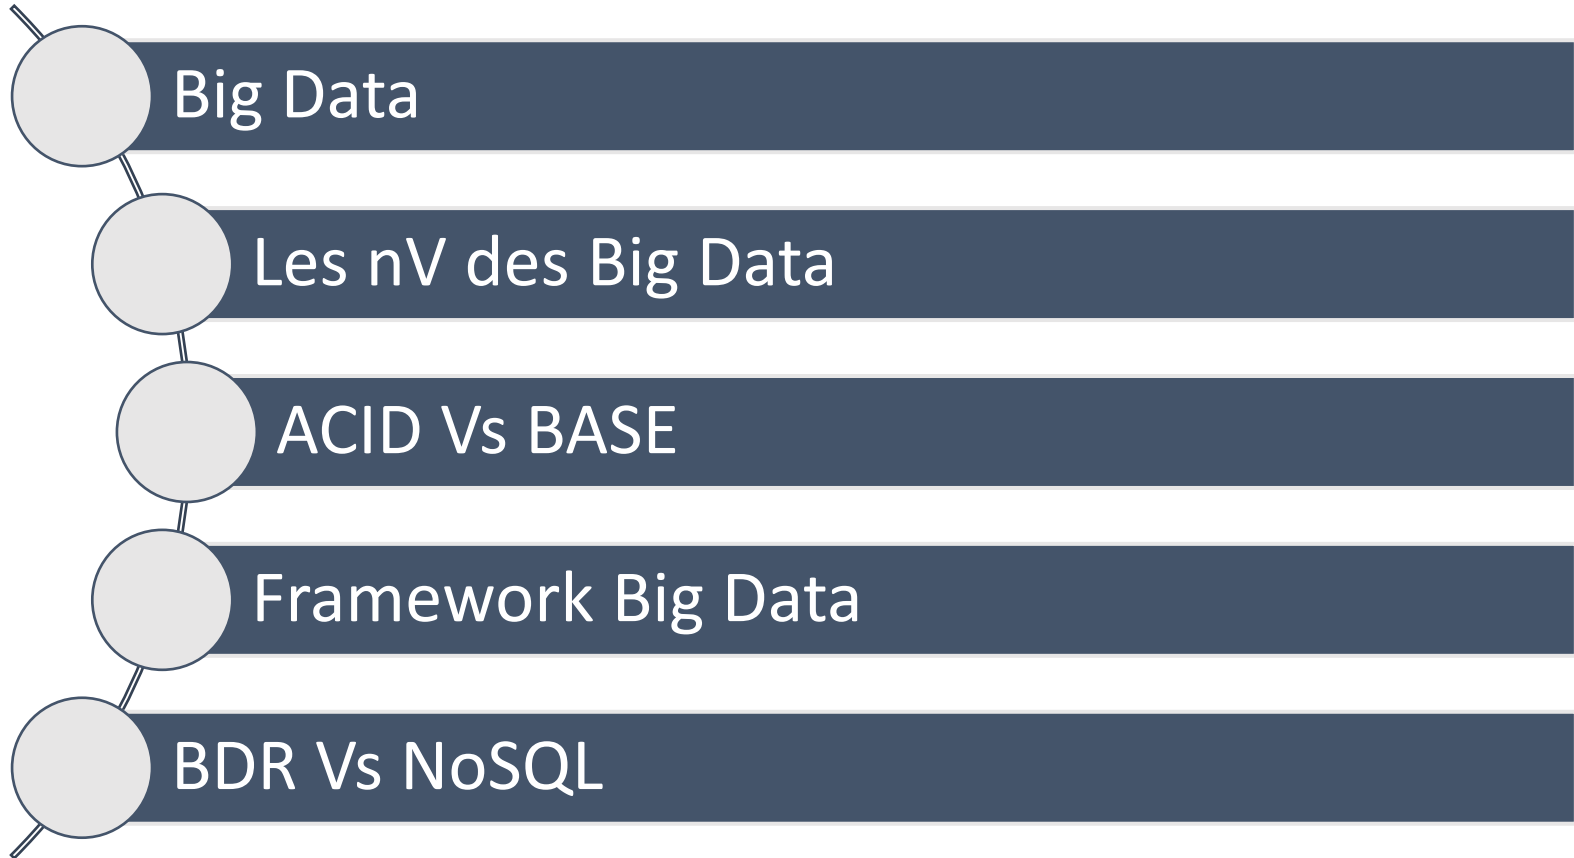 Big Data
Les nV des Big Data
ACID Vs BASE
Framework Big Data
BDR Vs NoSQL